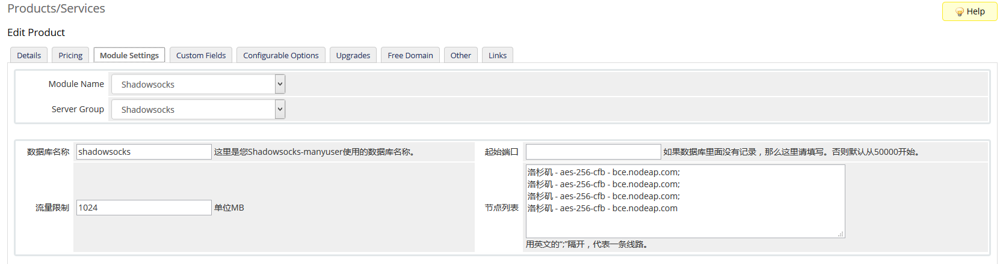 Products/Services
Help
Edit Product
Details Pricing Module Settings Custom Fields Configurable Options Upgrades Free Domain Other Links
Module Name Shadowsocks
Server Group Shadowsocks
数据库名称 shadowsocks 这里是您Shadowsocks-manyuser使用的数据库名称。 起始端口 如果数据库里面没有记录，那么这里请填写。否则默认从50000开始。
流量限制 1024 单位MB
节点列表
洛杉矶 - aes-256-cfb - bce.nodeap.com;
洛杉矶 - aes-256-cfb - bce.nodeap.com;
洛杉矶 - aes-256-cfb - bce.nodeap.com;
洛杉矶 - aes-256-cfb - bce.nodeap.com
用英文的“;”隔开，代表一条线路。